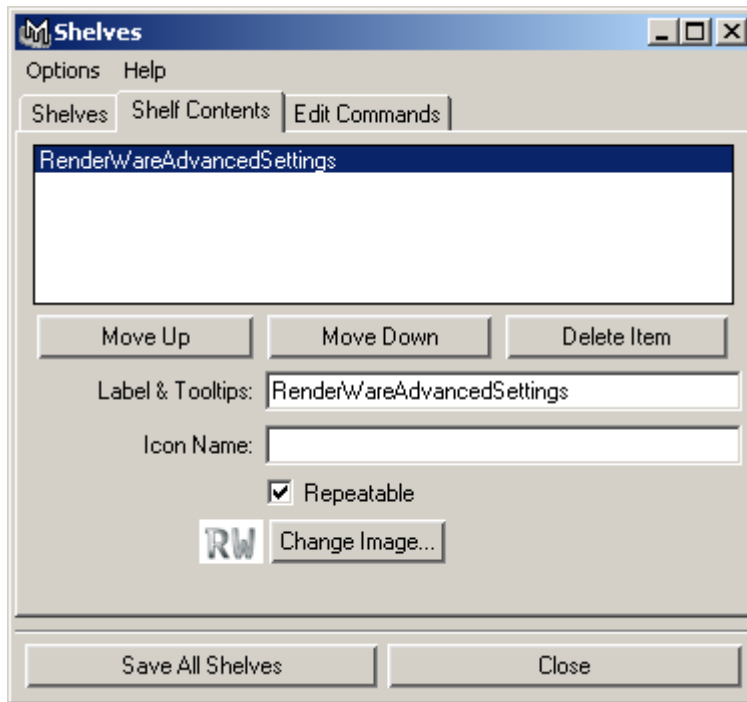 Shelves
Options Help
Shelves Shelf Contents Edit Commands
RenderWareAdvancedSettings
Move Up Move Down Delete Item
Label & Tooltips: RenderWareAdvancedSettings
Icon Name:
Repeatable
RW Change Image...
Save All Shelves Close